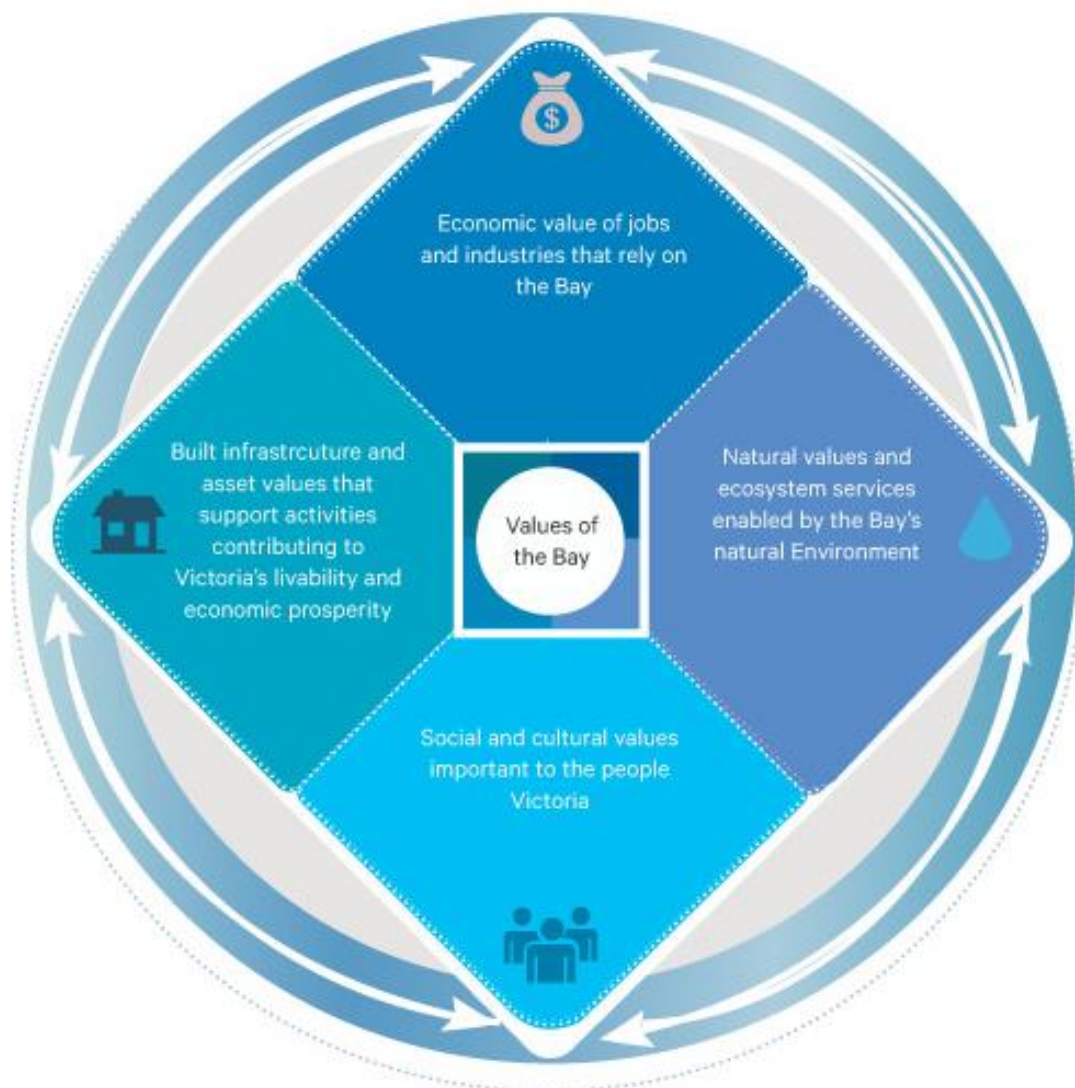 $
Economic value of jobs
and industries that rely on
the Bay
Built infrastrcuture and
asset values that
support activities
contributing to
Victoria's livability and
economic prosperity
Values of
the Bay
Natural values and
ecosystem services
enabled by the Bay's
natural Environment
Social and cultural values
important to the people
Victoria